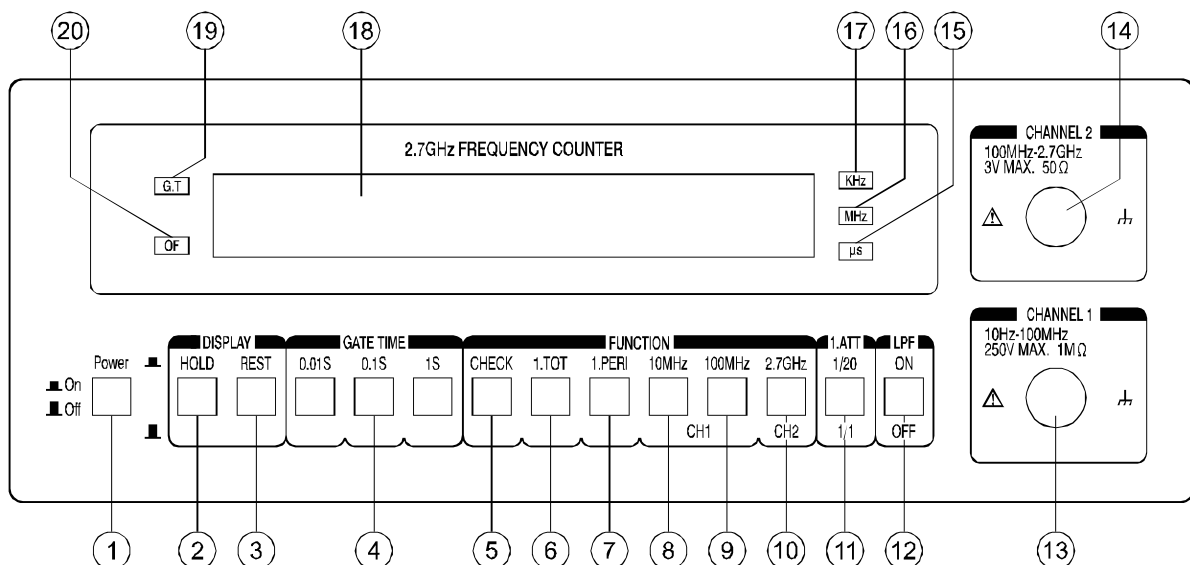 20 19 18 17 16 15 14
2.7GHz FREQUENCY COUNTER
G.T
OF
KHz
MHz
µs
CHANNEL 2
100MHz-2.7GHz
3V MAX. 50Ω
CHANNEL 1
10Hz-100MHz
250V MAX. 1MΩ
DISPLAY GATE TIME FUNCTION 1.ATT LPF
Power HOLD REST 0.01S 0.1S 1S CHECK 1.TOT 1.PERI 10MHz 100MHz 2.7GHz 1/20 ON
On
Off
CH1 CH2 1/1 OFF
1 2 3 4 5 6 7 8 9 10 11 12 13